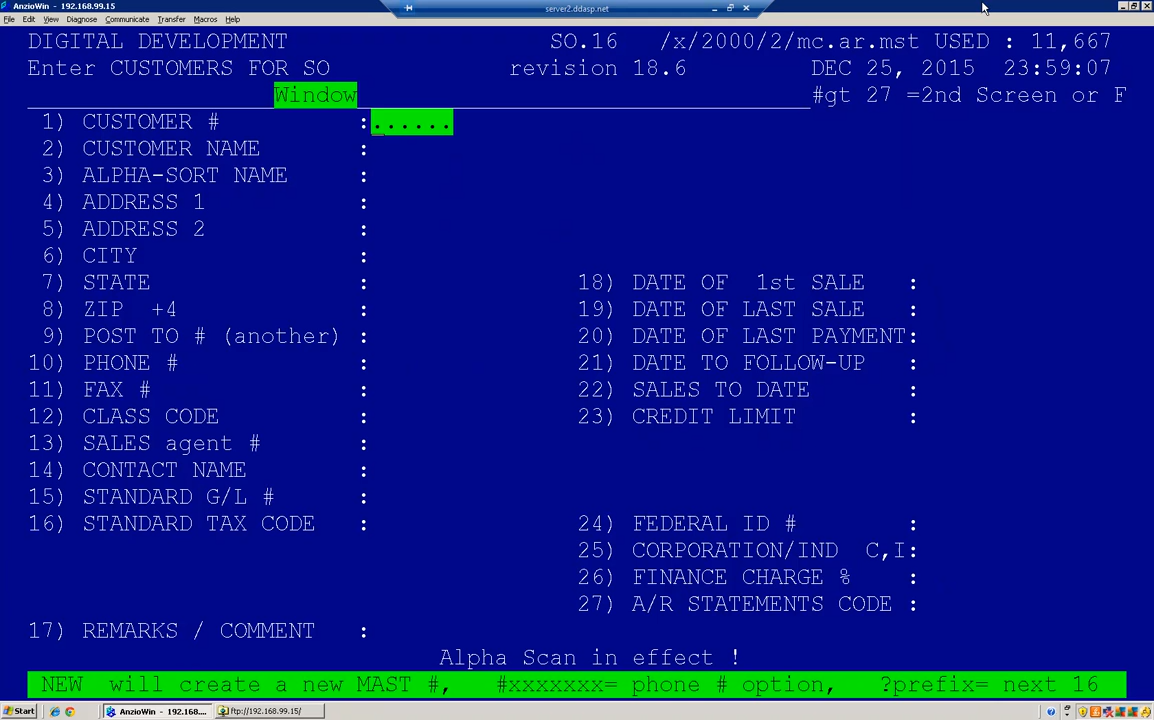 AnzioWin - 192.168.99.15
server2.ddasp.net
File Edit View Diagnose Communicate Transfer Macros Help
DIGITAL DEVELOPMENT SO.16 /x/2000/2/mc.ar.mst USED : 11,667
Enter CUSTOMERS FOR SO revision 18.6 DEC 25, 2015 23:59:07
Window #gt 27 =2nd Screen or F
1) CUSTOMER # :......
2) CUSTOMER NAME :
3) ALPHA-SORT NAME :
4) ADDRESS 1 :
5) ADDRESS 2 :
6) CITY :
7) STATE : 18) DATE OF 1st SALE :
8) ZIP +4 : 19) DATE OF LAST SALE :
9) POST TO # (another) : 20) DATE OF LAST PAYMENT:
10) PHONE # : 21) DATE TO FOLLOW-UP :
11) FAX # : 22) SALES TO DATE :
12) CLASS CODE : 23) CREDIT LIMIT :
13) SALES agent # :
14) CONTACT NAME :
15) STANDARD G/L # :
16) STANDARD TAX CODE : 24) FEDERAL ID # :
25) CORPORATION/IND C,I:
26) FINANCE CHARGE % :
27) A/R STATEMENTS CODE :
17) REMARKS / COMMENT :
Alpha Scan in effect !
NEW will create a new MAST #, #xxxxxxx= phone # option, ?prefix= next 16
Start AnzioWin - 192.168.... ftp://192.168.99.15/ 11:59 PM